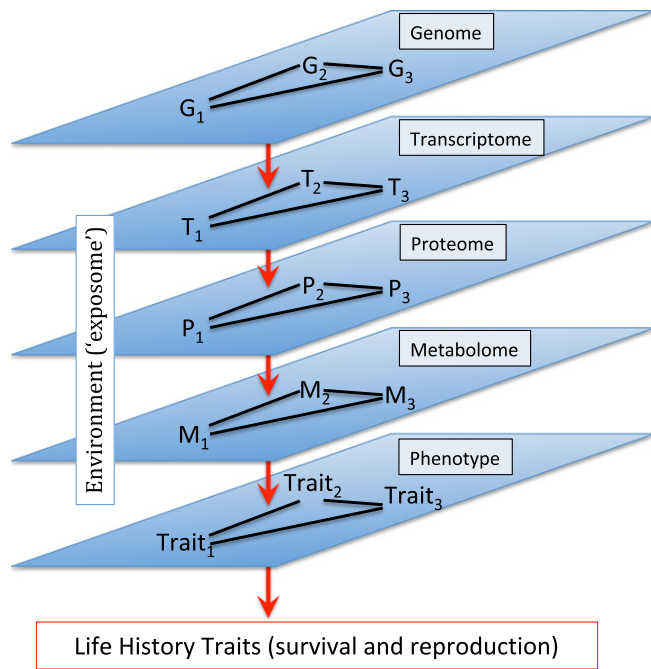 Genome
G₂
G₃
G₁
Transcriptome
T₂
T₃
T₁
Proteome
P₂
P₃
P₁
Environment (‘exposome’)
Metabolome
M₂
M₃
M₁
Phenotype
Trait₂
Trait₃
Trait₁
Life History Traits (survival and reproduction)